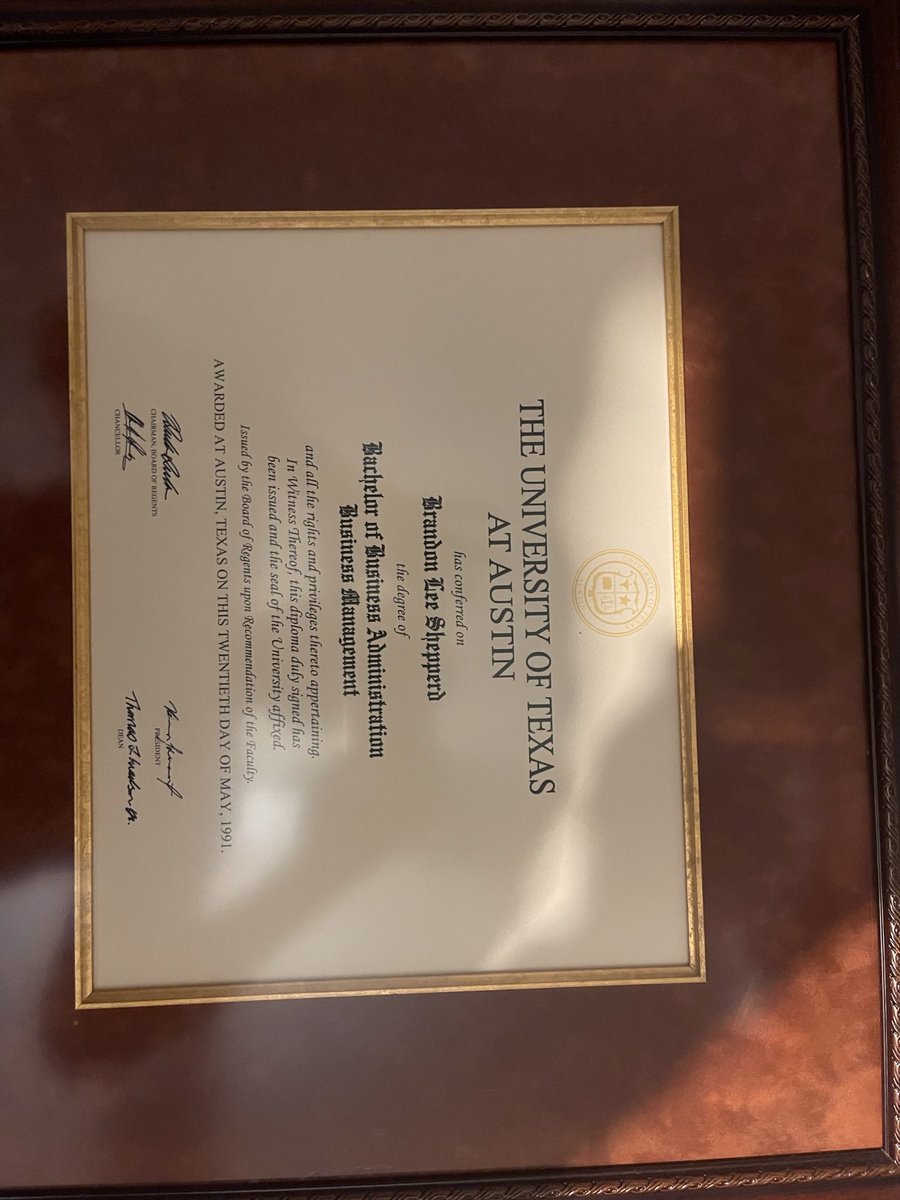 THE UNIVERSITY OF TEXAS
AT AUSTIN
has conferred on
Brandon Lee Shepperd
the degree of
Bachelor of Business Administration
Business Management
and all the rights and privileges thereto appertaining.
In Witness Thereof, this diploma duly signed has
been issued and the seal of the University affixed.
Issued by the Board of Regents upon Recommendation of the Faculty.
AWARDED AT AUSTIN, TEXAS ON THIS TWENTIETH DAY OF MAY, 1991.
CHAIRMAN, BOARD OF REGENTS
PRESIDENT
CHANCELLOR
DEAN